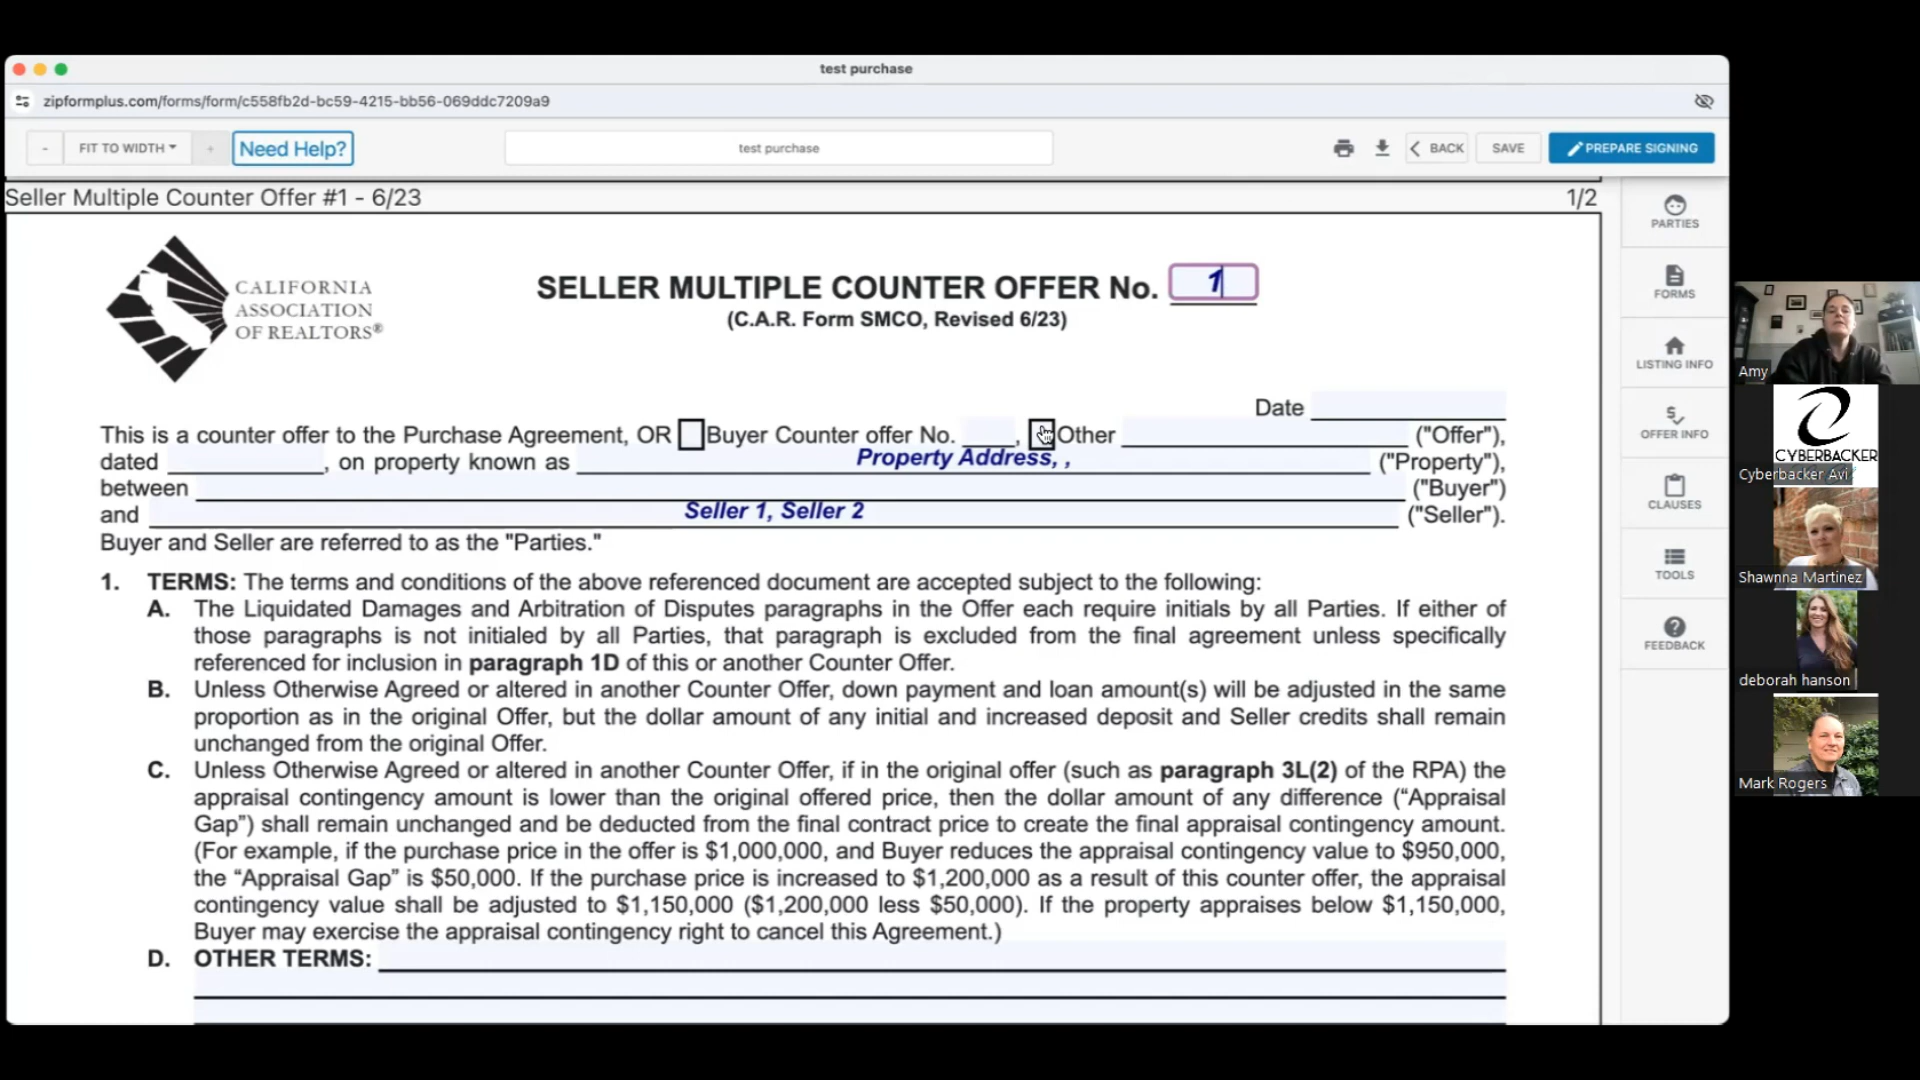 test purchase
zipformplus.com/forms/form/c558fb2d-bc59-4215-bb56-069ddc7209a9
- FIT TO WIDTH + Need Help? test purchase BACK SAVE PREPARE SIGNING
Seller Multiple Counter Offer #1 - 6/23 1/2
CALIFORNIA
ASSOCIATION
OF REALTORS®
SELLER MULTIPLE COUNTER OFFER No. 1
(C.A.R. Form SMCO, Revised 6/23)
Date
This is a counter offer to the Purchase Agreement, OR Buyer Counter offer No. ____, Other ____ ("Offer"),
dated ____, on property known as Property Address, , ("Property"),
between ____ ("Buyer")
and Seller 1, Seller 2 ("Seller").
Buyer and Seller are referred to as the "Parties."
1. TERMS: The terms and conditions of the above referenced document are accepted subject to the following:
A. The Liquidated Damages and Arbitration of Disputes paragraphs in the Offer each require initials by all Parties. If either of
those paragraphs is not initialed by all Parties, that paragraph is excluded from the final agreement unless specifically
referenced for inclusion in paragraph 1D of this or another Counter Offer.
B. Unless Otherwise Agreed or altered in another Counter Offer, down payment and loan amount(s) will be adjusted in the same
proportion as in the original Offer, but the dollar amount of any initial and increased deposit and Seller credits shall remain
unchanged from the original Offer.
C. Unless Otherwise Agreed or altered in another Counter Offer, if in the original offer (such as paragraph 3L(2) of the RPA) the
appraisal contingency amount is lower than the original offered price, then the dollar amount of any difference (“Appraisal
Gap”) shall remain unchanged and be deducted from the final contract price to create the final appraisal contingency amount.
(For example, if the purchase price in the offer is $1,000,000, and Buyer reduces the appraisal contingency value to $950,000,
the “Appraisal Gap” is $50,000. If the purchase price is increased to $1,200,000 as a result of this counter offer, the appraisal
contingency value shall be adjusted to $1,150,000 ($1,200,000 less $50,000). If the property appraises below $1,150,000,
Buyer may exercise the appraisal contingency right to cancel this Agreement.)
D. OTHER TERMS:
PARTIES
FORMS
LISTING INFO
OFFER INFO
CLAUSES
TOOLS
FEEDBACK
Amy
CYBERBACKER
Cyberbacker Avi
Shawnna Martinez
deborah hanson
Mark Rogers